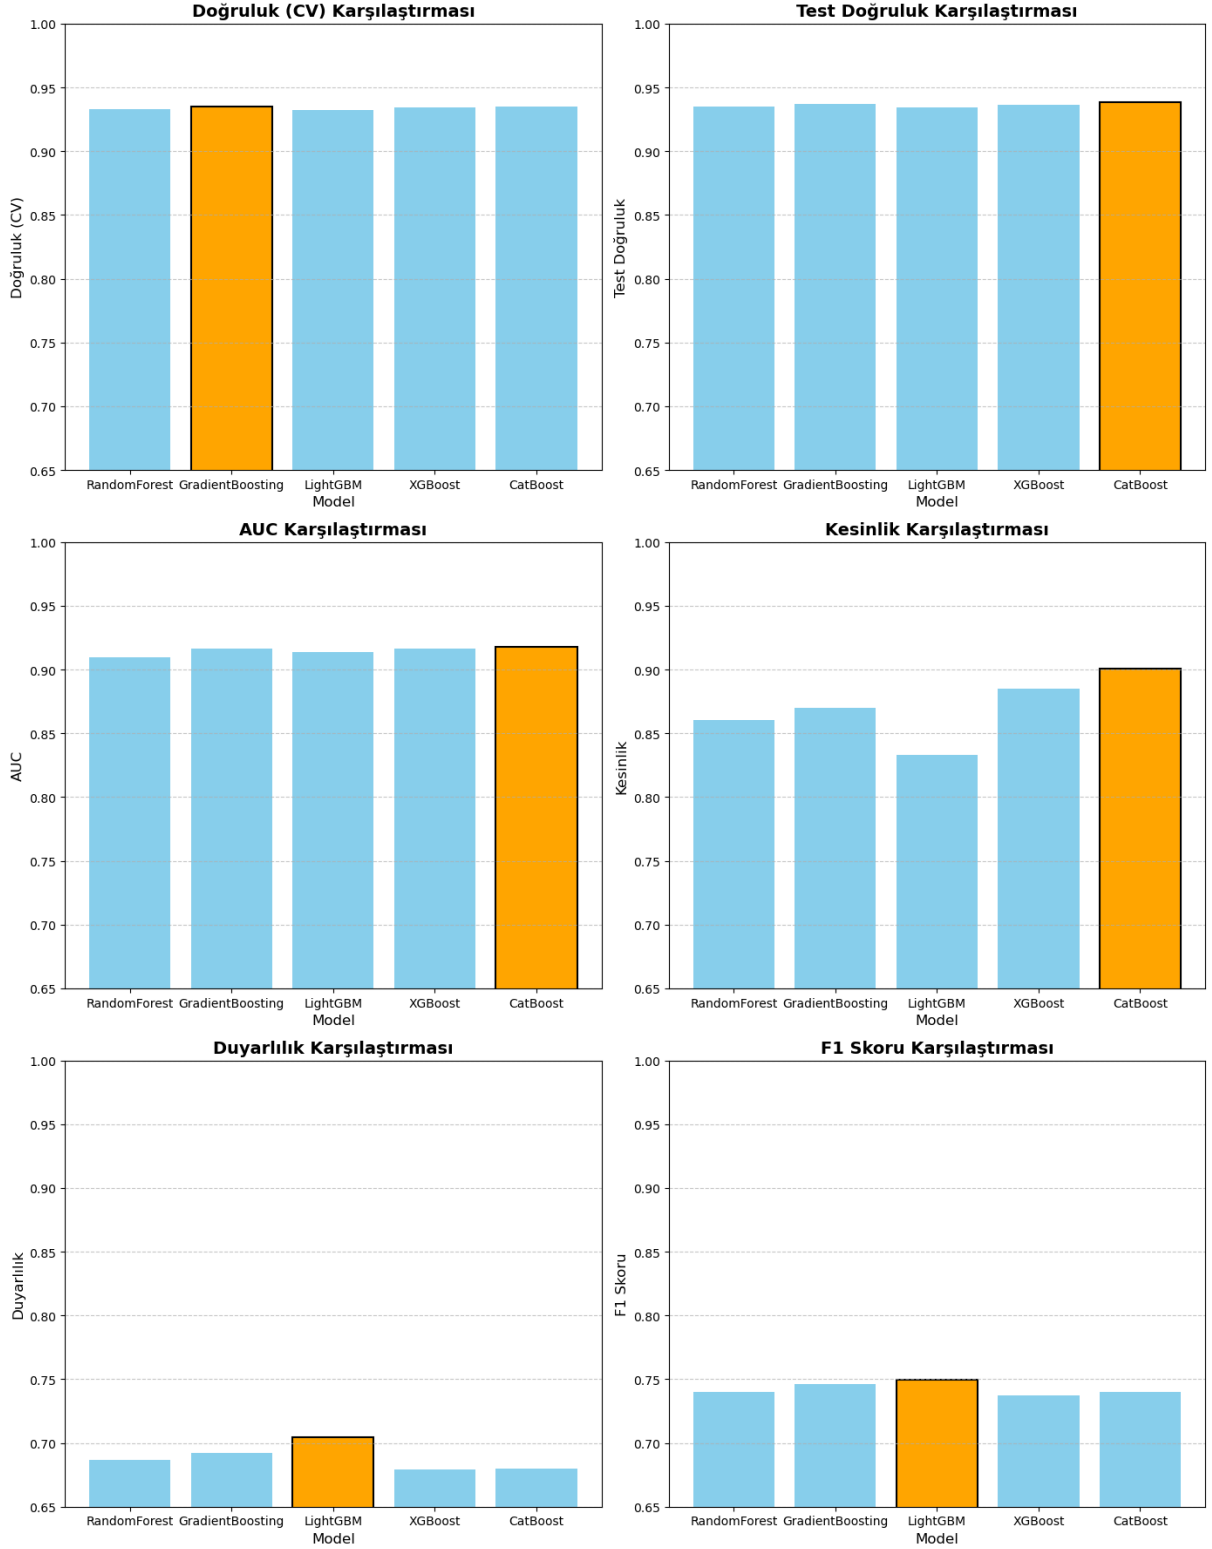 Doğruluk (CV) Karşılaştırması
1.00
0.95
0.90
0.85
0.80
0.75
0.70
0.65
Doğruluk (CV)
RandomForest GradientBoosting LightGBM XGBoost CatBoost
Model
Test Doğruluk Karşılaştırması
1.00
0.95
0.90
0.85
0.80
0.75
0.70
0.65
Test Doğruluk
RandomForest GradientBoosting LightGBM XGBoost CatBoost
Model
AUC Karşılaştırması
1.00
0.95
0.90
0.85
0.80
0.75
0.70
0.65
AUC
RandomForest GradientBoosting LightGBM XGBoost CatBoost
Model
Kesinlik Karşılaştırması
1.00
0.95
0.90
0.85
0.80
0.75
0.70
0.65
Kesinlik
RandomForest GradientBoosting LightGBM XGBoost CatBoost
Model
Duyarlılık Karşılaştırması
1.00
0.95
0.90
0.85
0.80
0.75
0.70
0.65
Duyarlılık
RandomForest GradientBoosting LightGBM XGBoost CatBoost
Model
F1 Skoru Karşılaştırması
1.00
0.95
0.90
0.85
0.80
0.75
0.70
0.65
F1 Skoru
RandomForest GradientBoosting LightGBM XGBoost CatBoost
Model